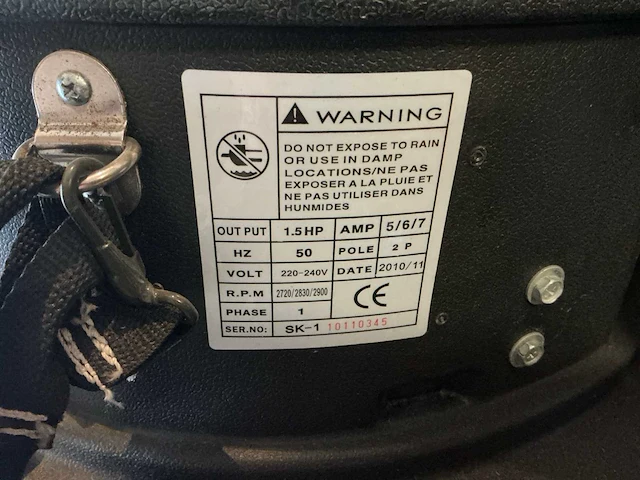 WARNING
DO NOT EXPOSE TO RAIN
OR USE IN DAMP
LOCATIONS/NE PAS
EXPOSER A LA PLUIE ET
NE PAS UTILISER DANS
HUNMIDES
OUT PUT 1.5HP AMP 5/6/7
HZ 50 POLE 2 P
VOLT 220-240V DATE 2010/11
R.P.M 2720/2830/2900 CE
PHASE 1
SER.NO: SK-1 10110345